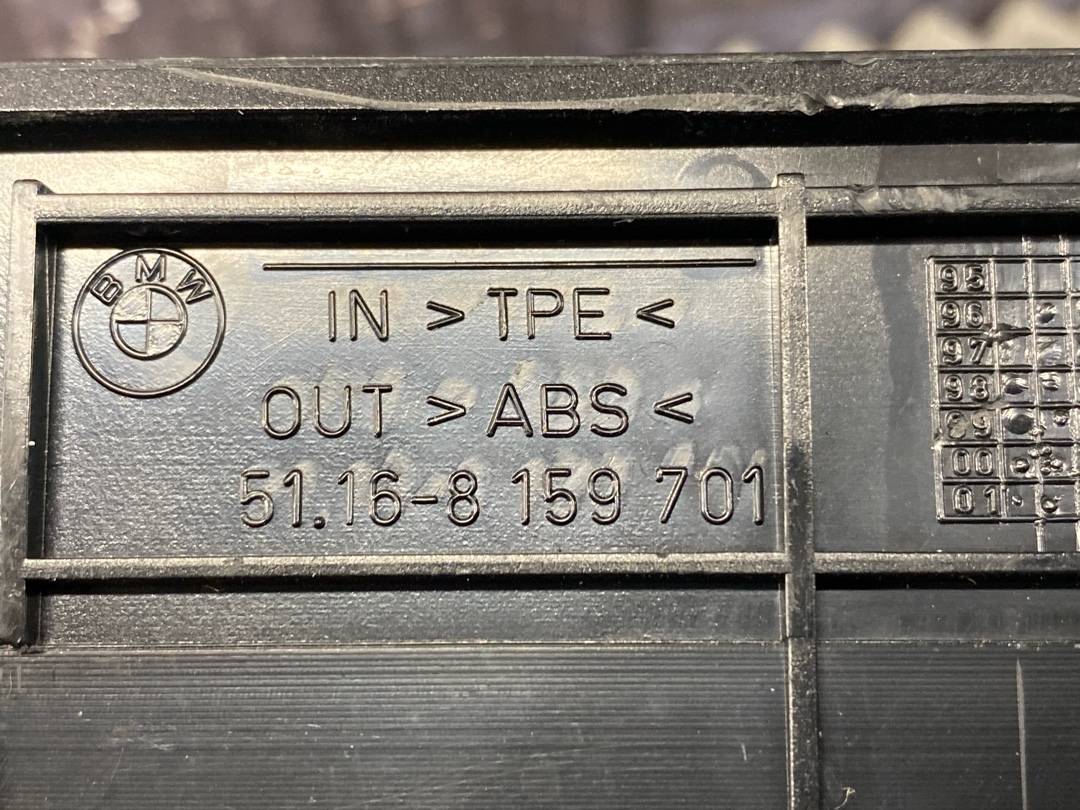 BMW
IN >TPE<
OUT >ABS<
51.16-8 159 701
95
96
97
98
99
00
01